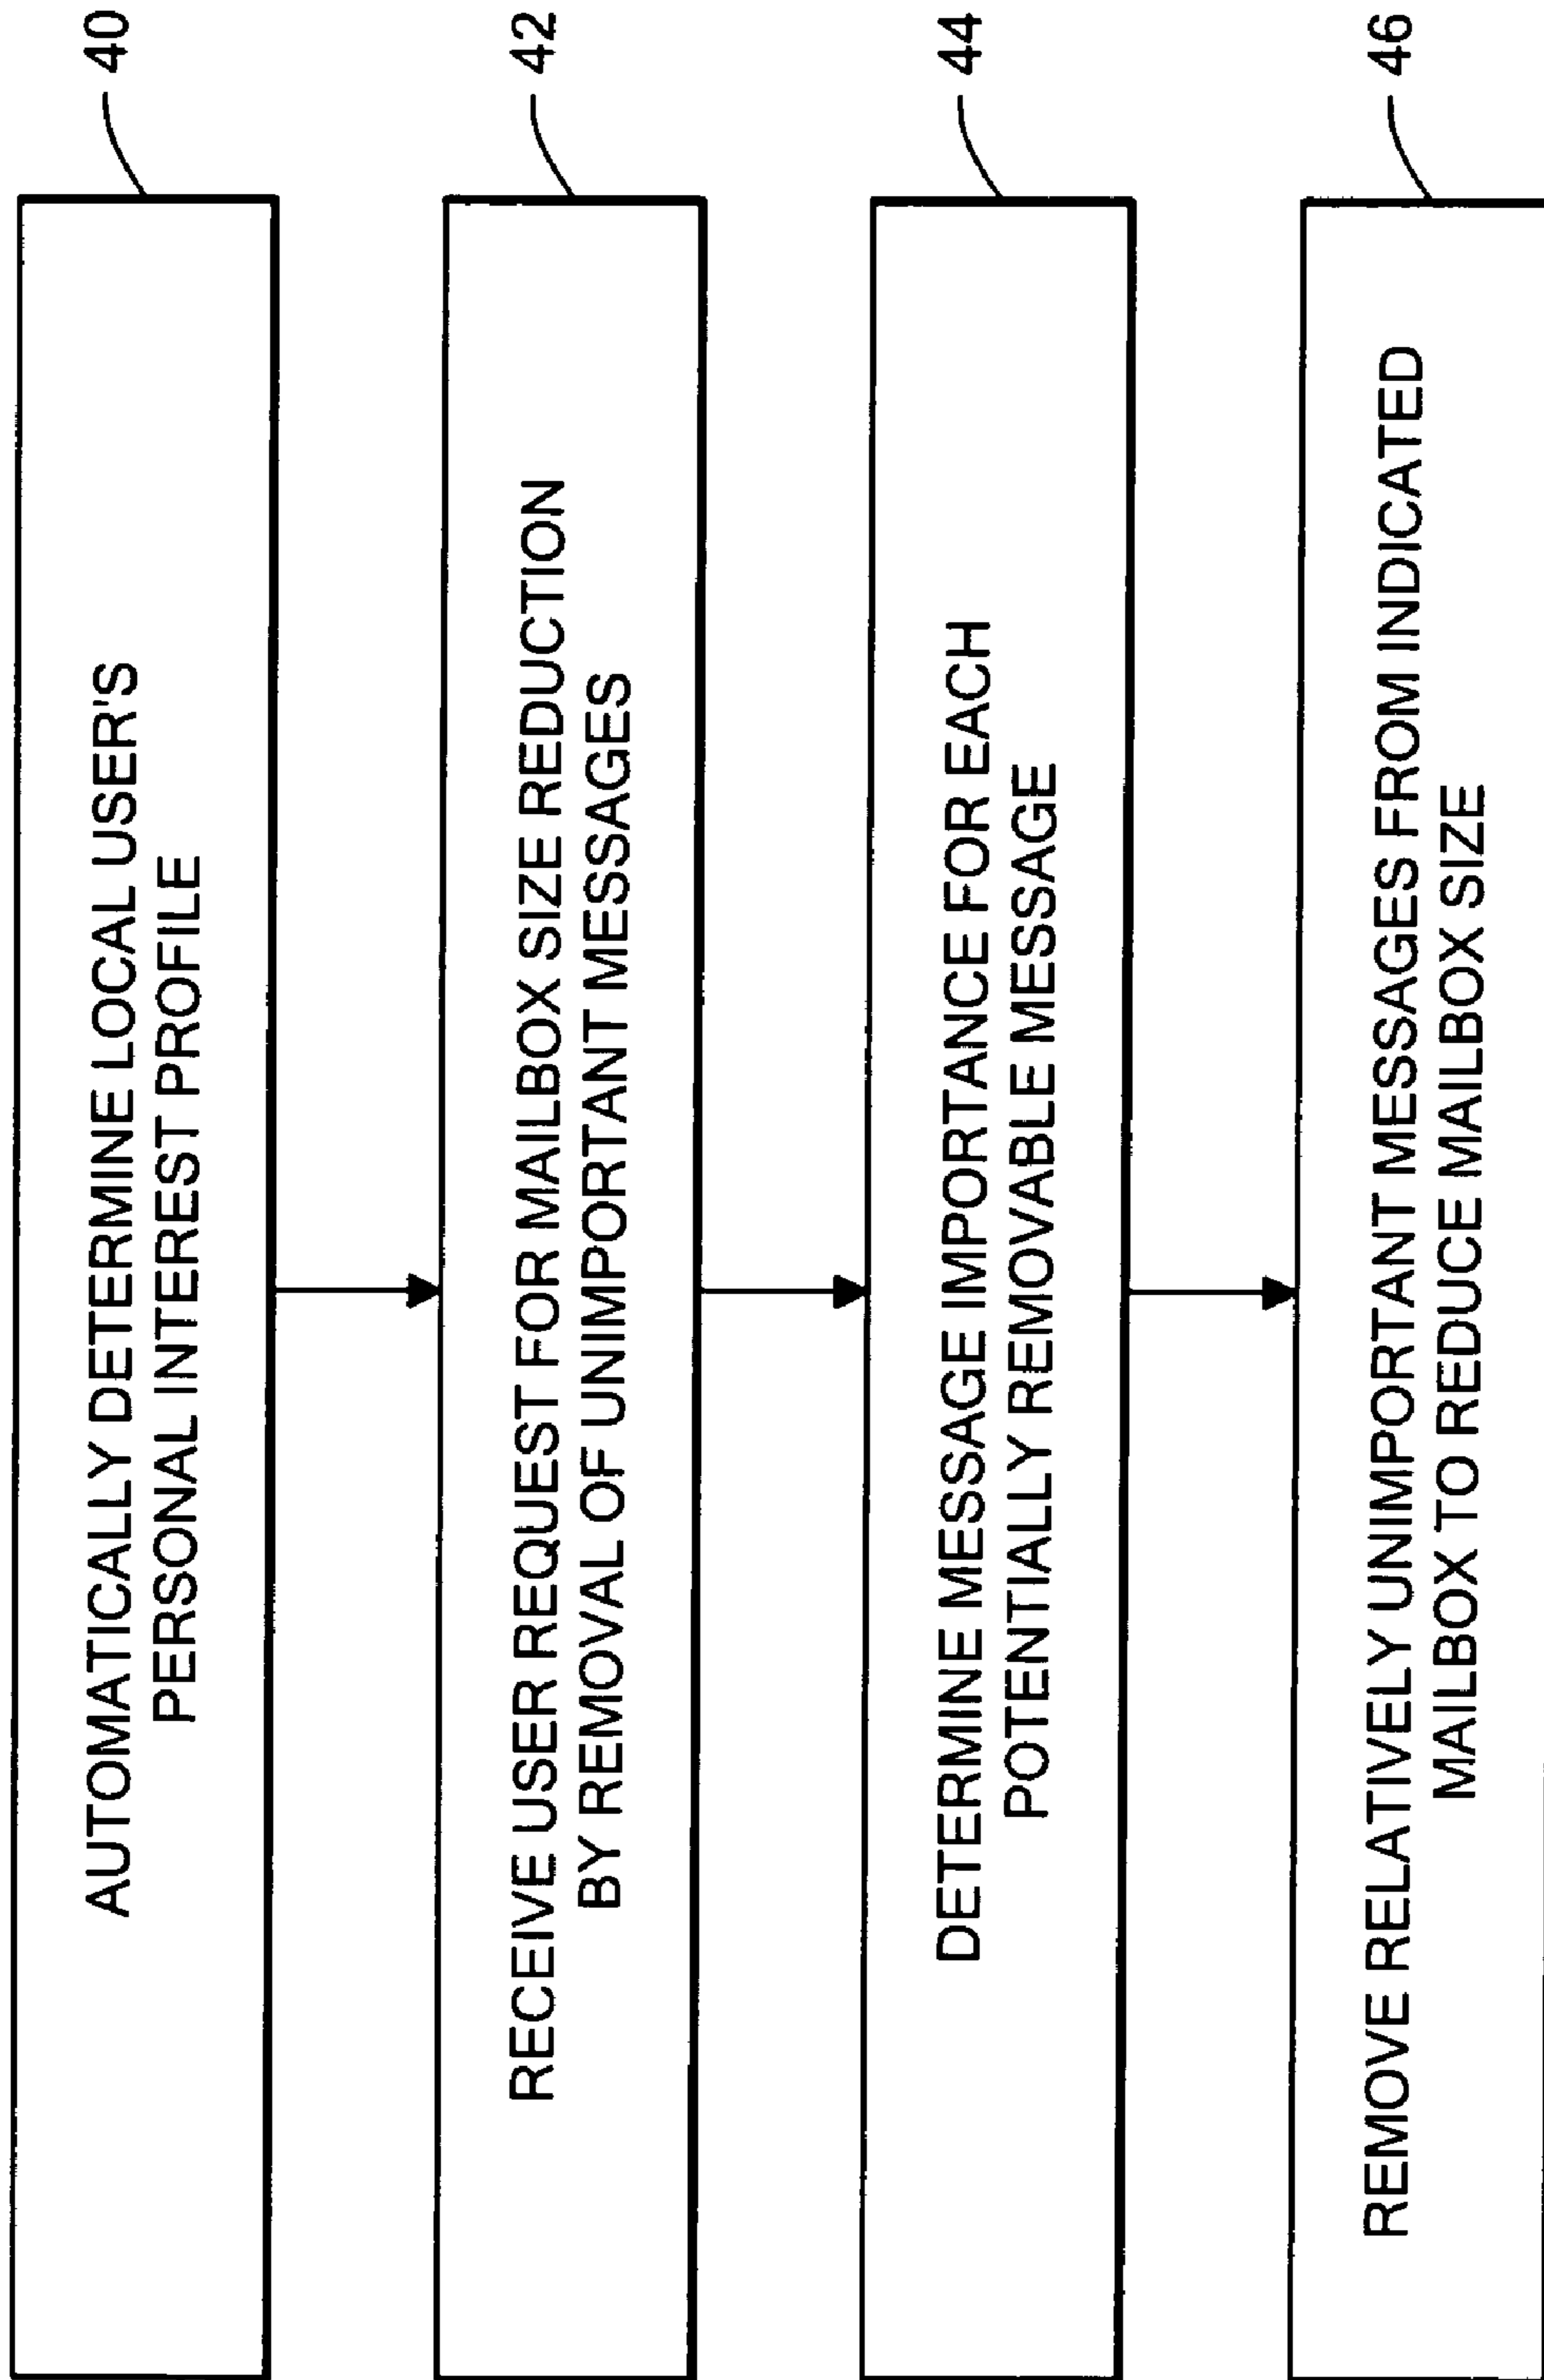 AUTOMATICALLY DETERMINE LOCAL USER'S
PERSONAL INTEREST PROFILE
40
RECEIVE USER REQUEST FOR MAILBOX SIZE REDUCTION
BY REMOVAL OF UNIMPORTANT MESSAGES
42
DETERMINE MESSAGE IMPORTANCE FOR EACH
POTENTIALLY REMOVABLE MESSAGE
44
REMOVE RELATIVELY UNIMPORTANT MESSAGES FROM INDICATED
MAILBOX TO REDUCE MAILBOX SIZE
46